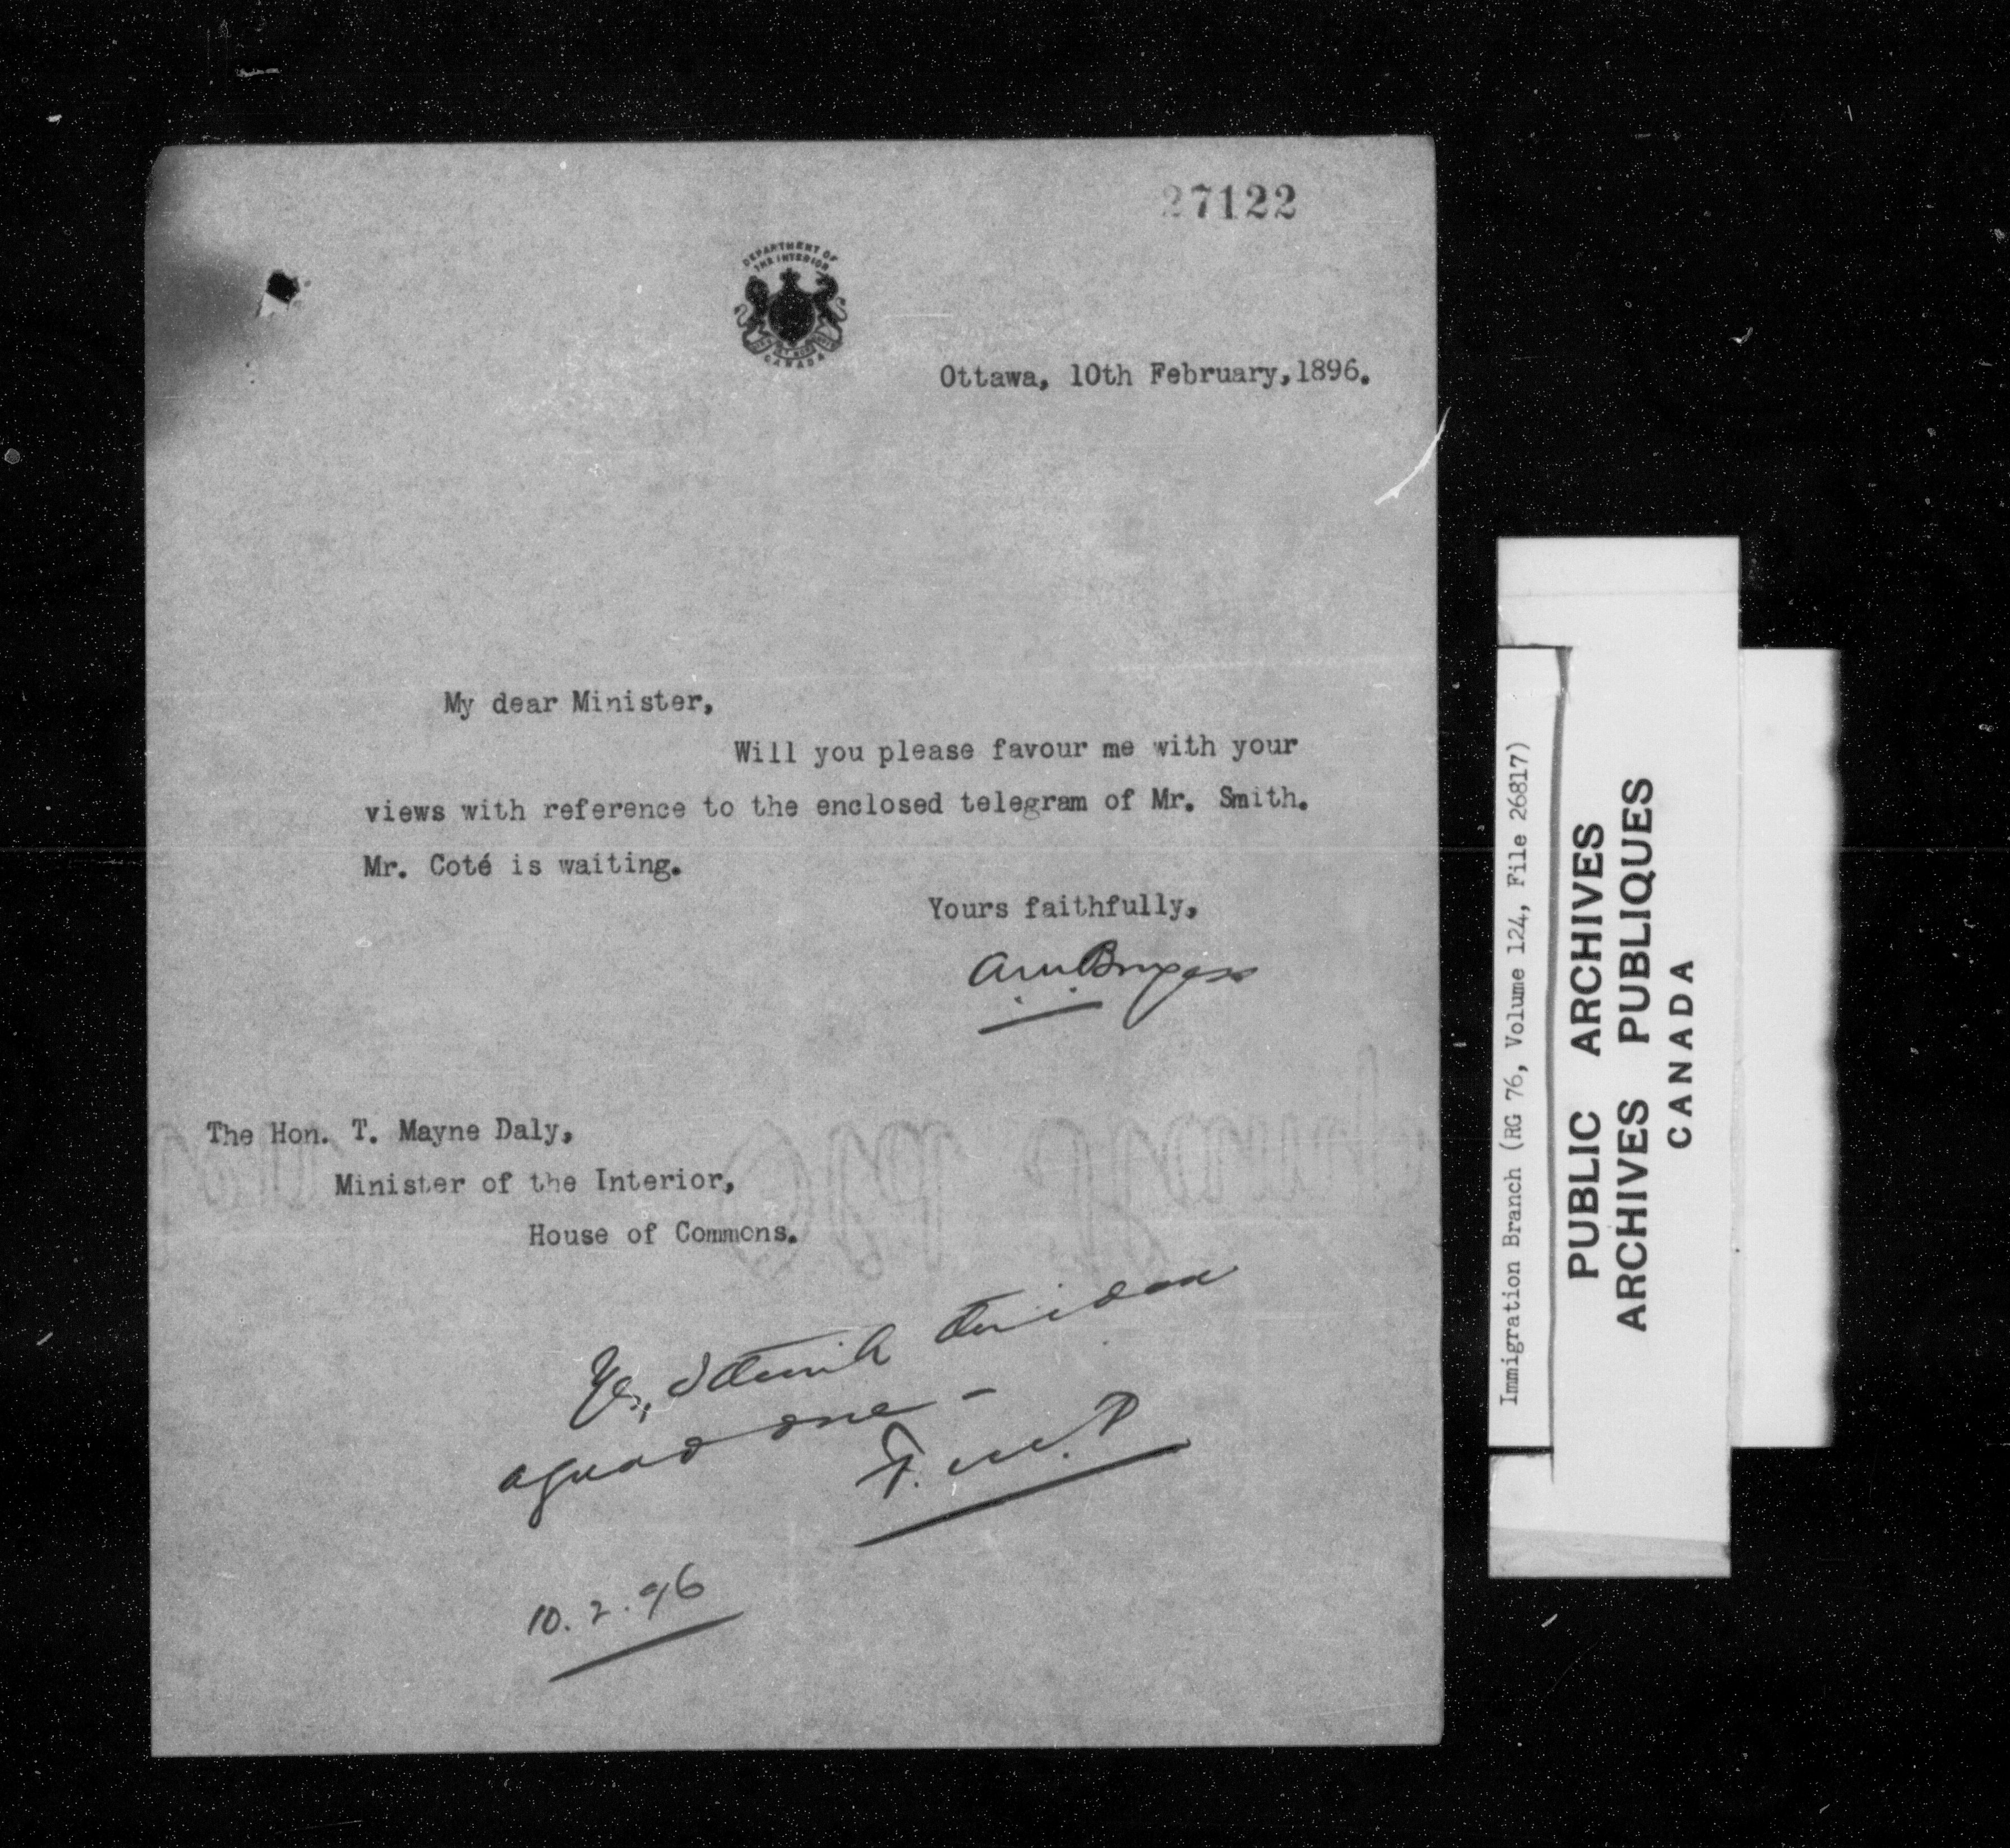 27122
DEPARTMENT OF
THE INTERIOR
CANADA
Ottawa, 10th February,1896.
My dear Minister,
Will you please favour me with your
views with reference to the enclosed telegram of Mr. Smith.
Mr. Coté is waiting.
Yours faithfully,
A M Burgess
The Hon. T. Mayne Daly,
Minister of the Interior,
House of Commons.
Yes, I think the idea
a good one -
T. M. D
10.2.96
Immigration Branch (RG 76, Volume 124, File 26817)
PUBLIC ARCHIVES
ARCHIVES PUBLIQUES
CANADA